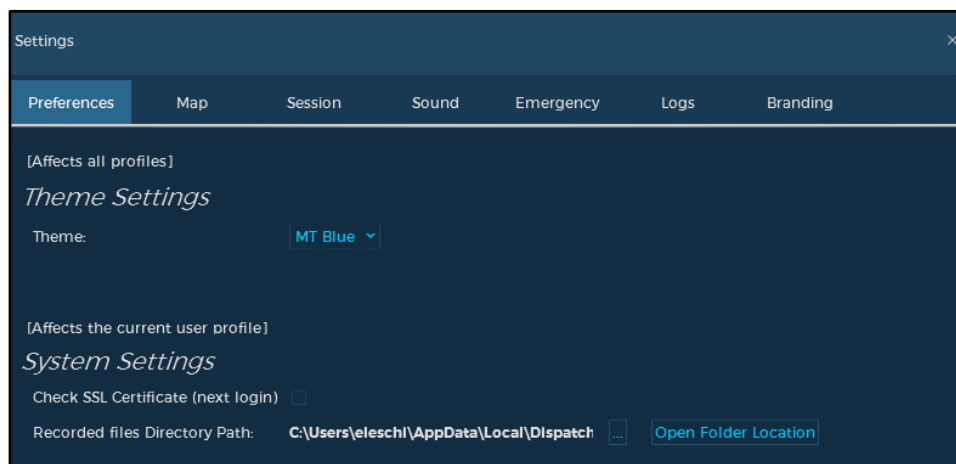 Settings ×
Preferences Map Session Sound Emergency Logs Branding
[Affects all profiles]
Theme Settings
Theme: MT Blue
[Affects the current user profile]
System Settings
Check SSL Certificate (next login)
Recorded files Directory Path: C:\Users\eleschi\AppData\Local\Dispatch ... Open Folder Location